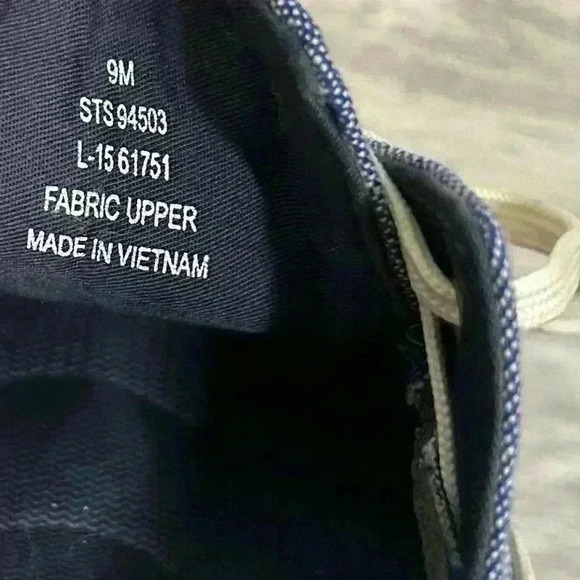 9M
STS 94503
L-15 61751
FABRIC UPPER
MADE IN VIETNAM